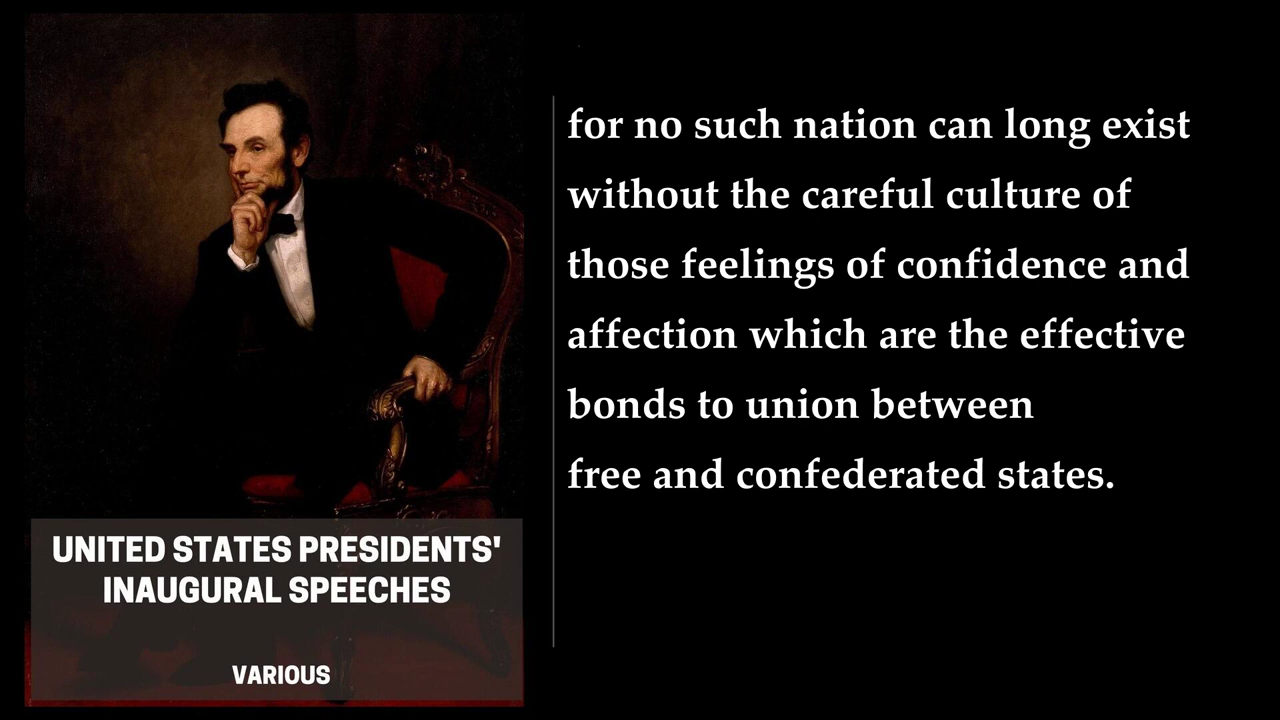 for no such nation can long exist
without the careful culture of
those feelings of confidence and
affection which are the effective
bonds to union between
free and confederated states.
UNITED STATES PRESIDENTS'
INAUGURAL SPEECHES
VARIOUS